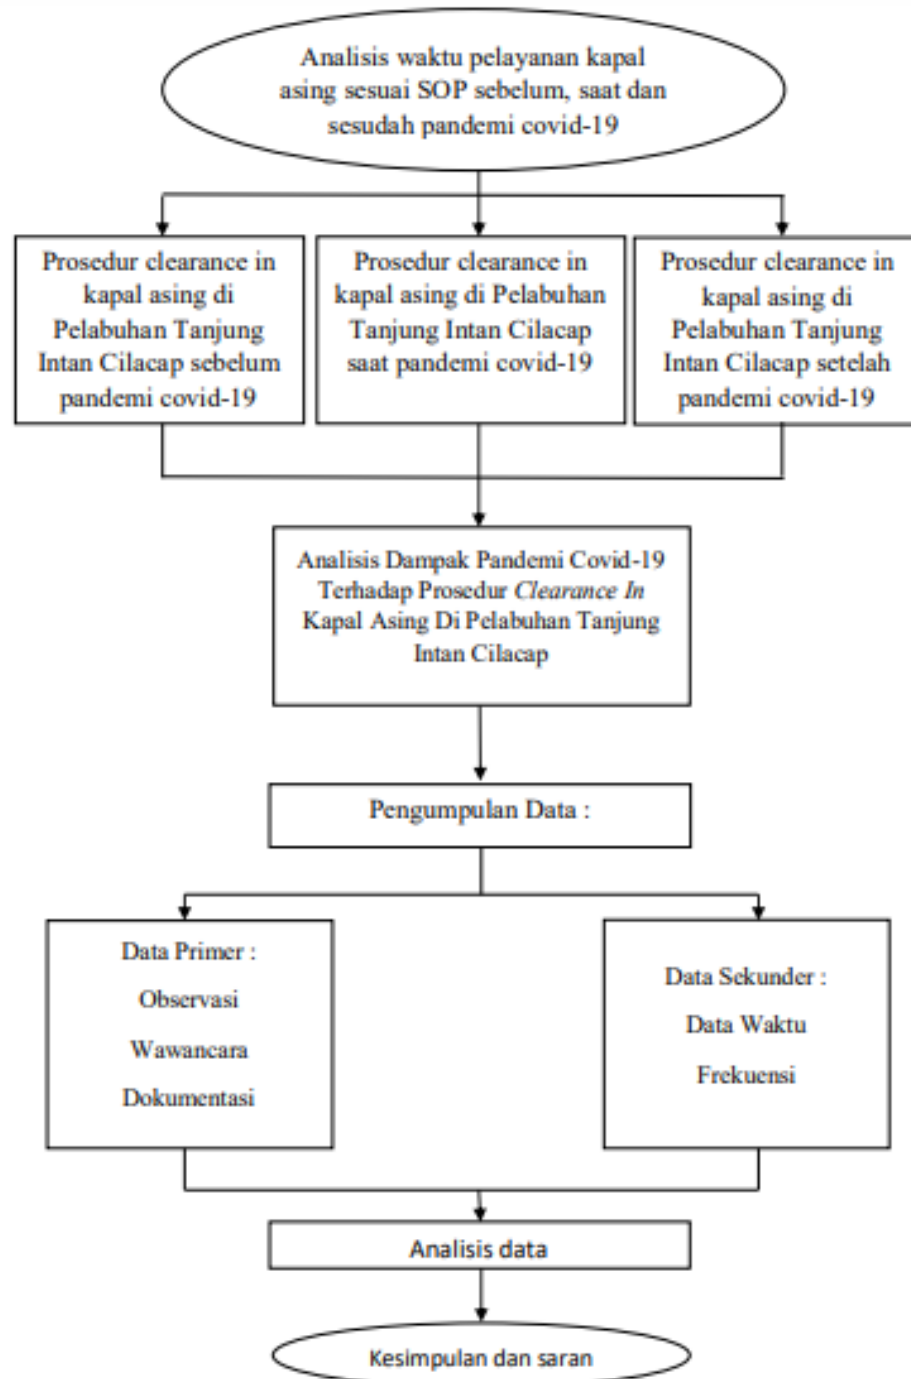 Analisis waktu pelayanan kapal
asing sesuai SOP sebelum, saat dan
sesudah pandemi covid-19
Prosedur clearance in
kapal asing di
Pelabuhan Tanjung
Intan Cilacap sebelum
pandemi covid-19
Prosedur clearance in
kapal asing di Pelabuhan
Tanjung Intan Cilacap
saat pandemi covid-19
Prosedur clearance in
kapal asing di
Pelabuhan Tanjung
Intan Cilacap setelah
pandemi covid-19
Analisis Dampak Pandemi Covid-19
Terhadap Prosedur Clearance In
Kapal Asing Di Pelabuhan Tanjung
Intan Cilacap
Pengumpulan Data :
Data Primer :
Observasi
Wawancara
Dokumentasi
Data Sekunder :
Data Waktu
Frekuensi
Analisis data
Kesimpulan dan saran